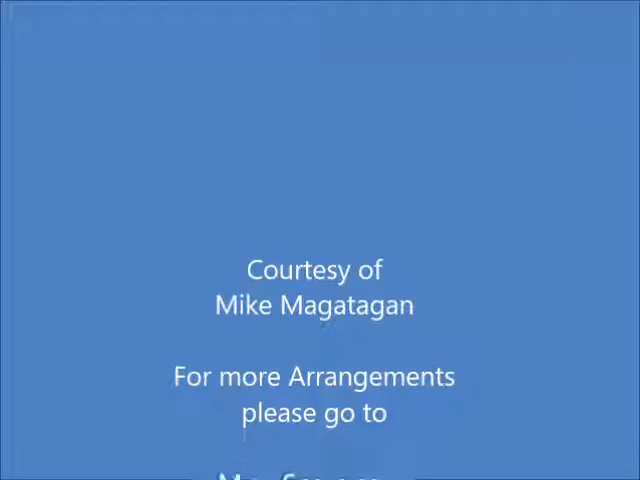 Courtesy of
Mike Magatagan
For more Arrangements
please go to